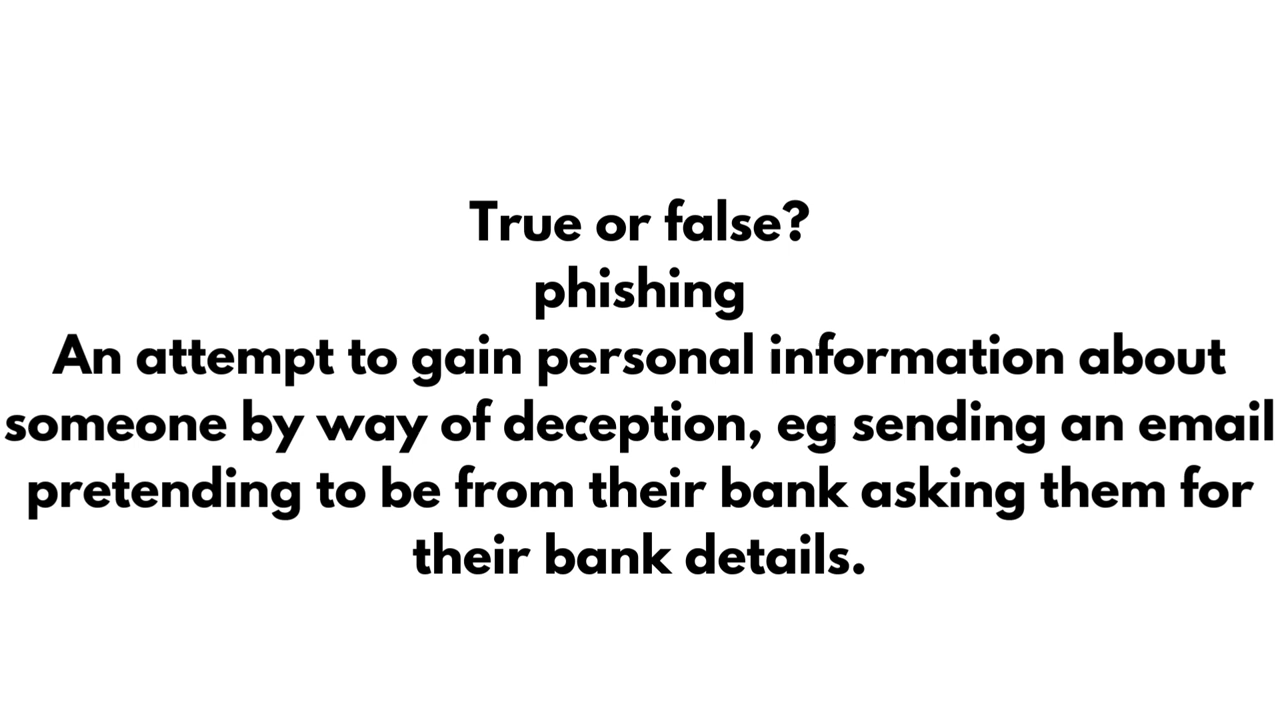 True or false?
phishing
An attempt to gain personal information about
someone by way of deception, eg sending an email
pretending to be from their bank asking them for
their bank details.